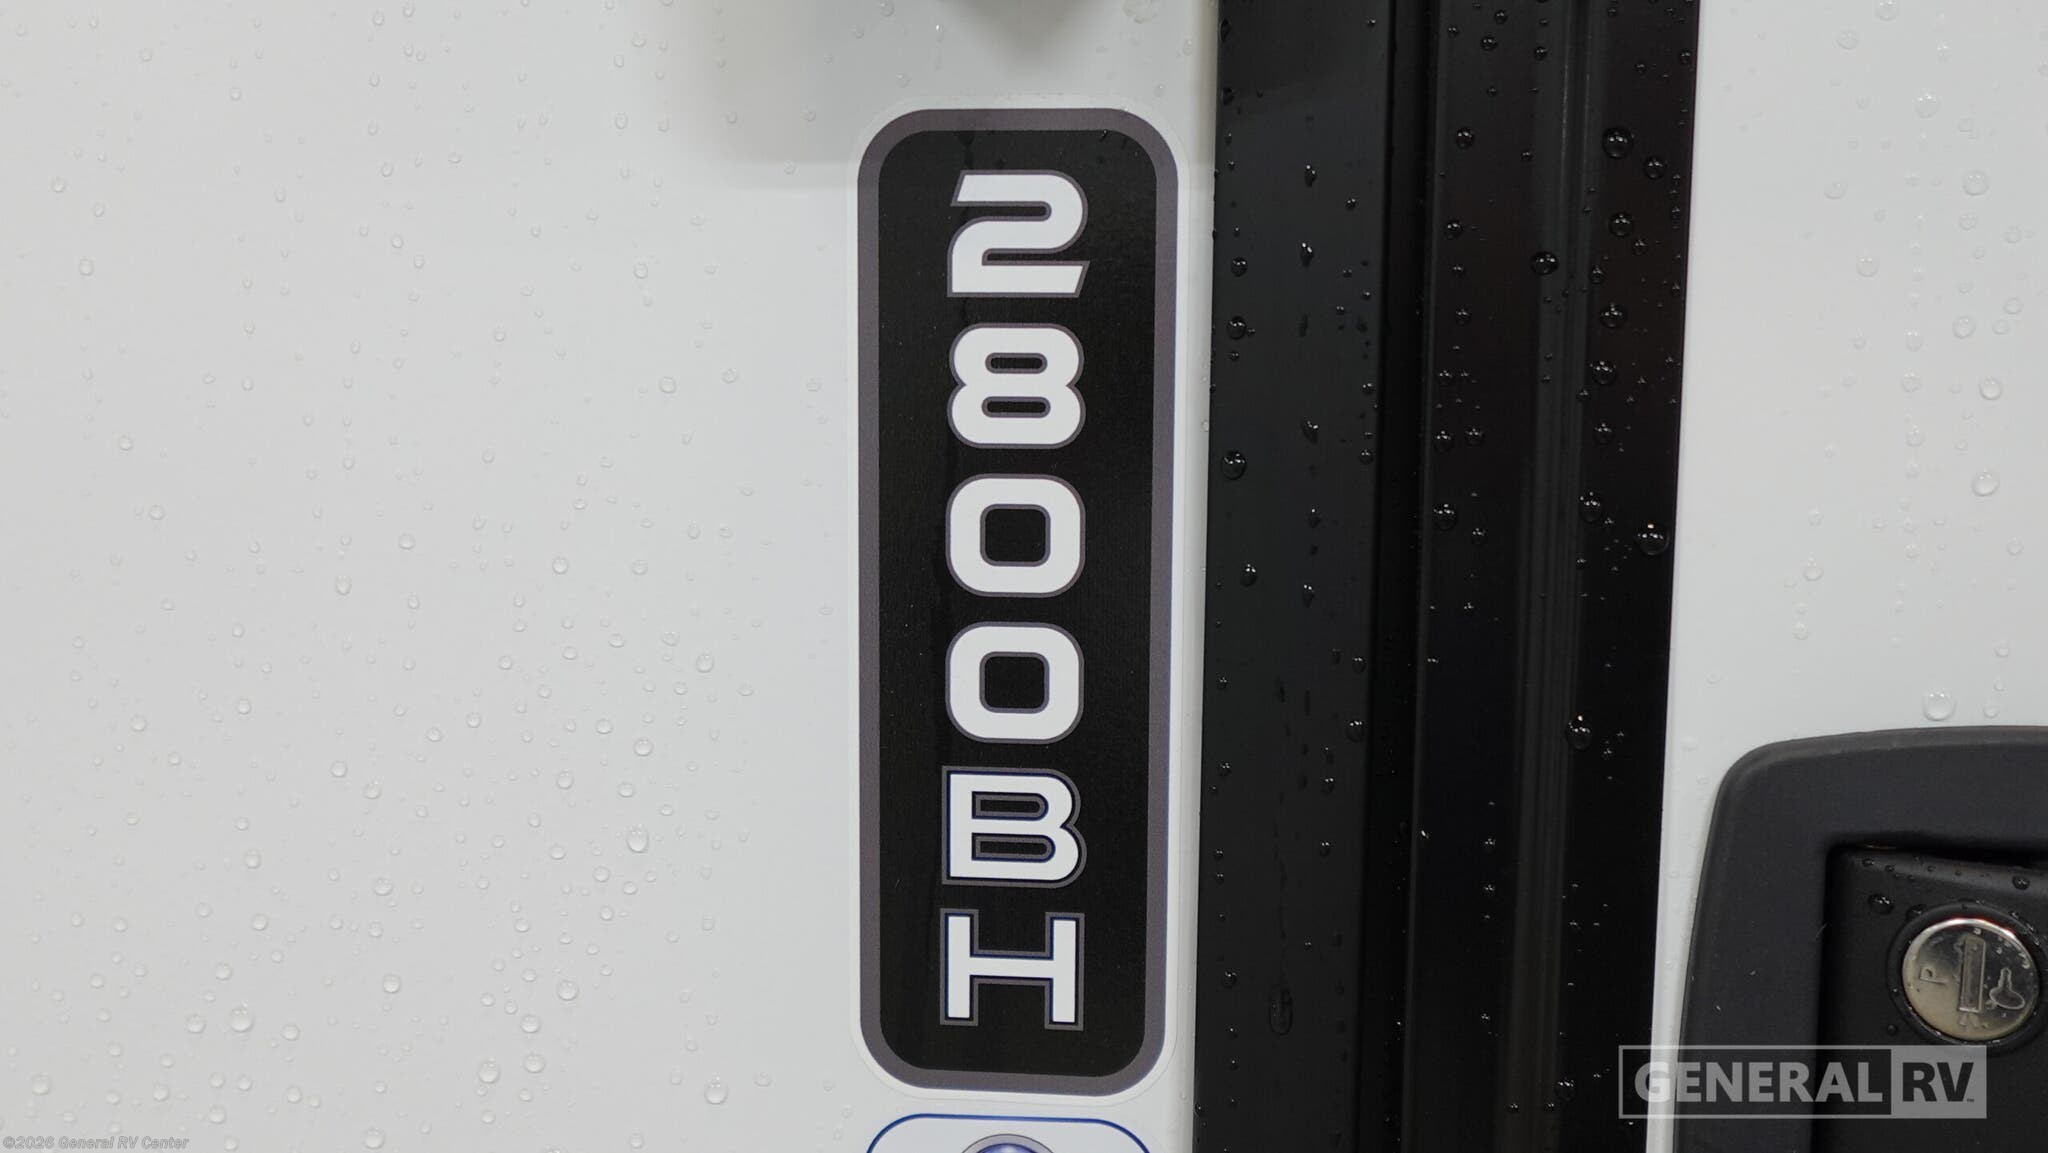 2800BH
P
GENERAL RV
©2026 General RV Center